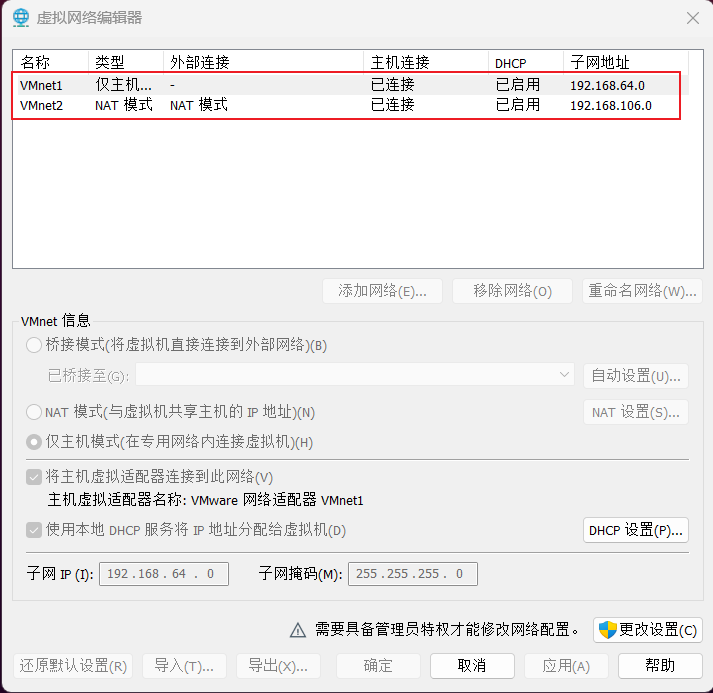 虚拟网络编辑器
名称 类型 外部连接 主机连接 DHCP 子网地址
VMnet1 仅主机... - 已连接 已启用 192.168.64.0
VMnet2 NAT 模式 NAT 模式 已连接 已启用 192.168.106.0
添加网络(E)... 移除网络(O) 重命名网络(W)...
VMnet 信息
桥接模式(将虚拟机直接连接到外部网络)(B)
已桥接至(G): 自动设置(U)...
NAT 模式(与虚拟机共享主机的 IP 地址)(N) NAT 设置(S)...
仅主机模式(在专用网络内连接虚拟机)(H)
将主机虚拟适配器连接到此网络(V)
主机虚拟适配器名称: VMware 网络适配器 VMnet1
使用本地 DHCP 服务将 IP 地址分配给虚拟机(D) DHCP 设置(P)...
子网 IP (I): 192.168.64.0 子网掩码(M): 255.255.255.0
需要具备管理员特权才能修改网络配置。 更改设置(C)
还原默认设置(R) 导入(T)... 导出(X)... 确定 取消 应用(A) 帮助